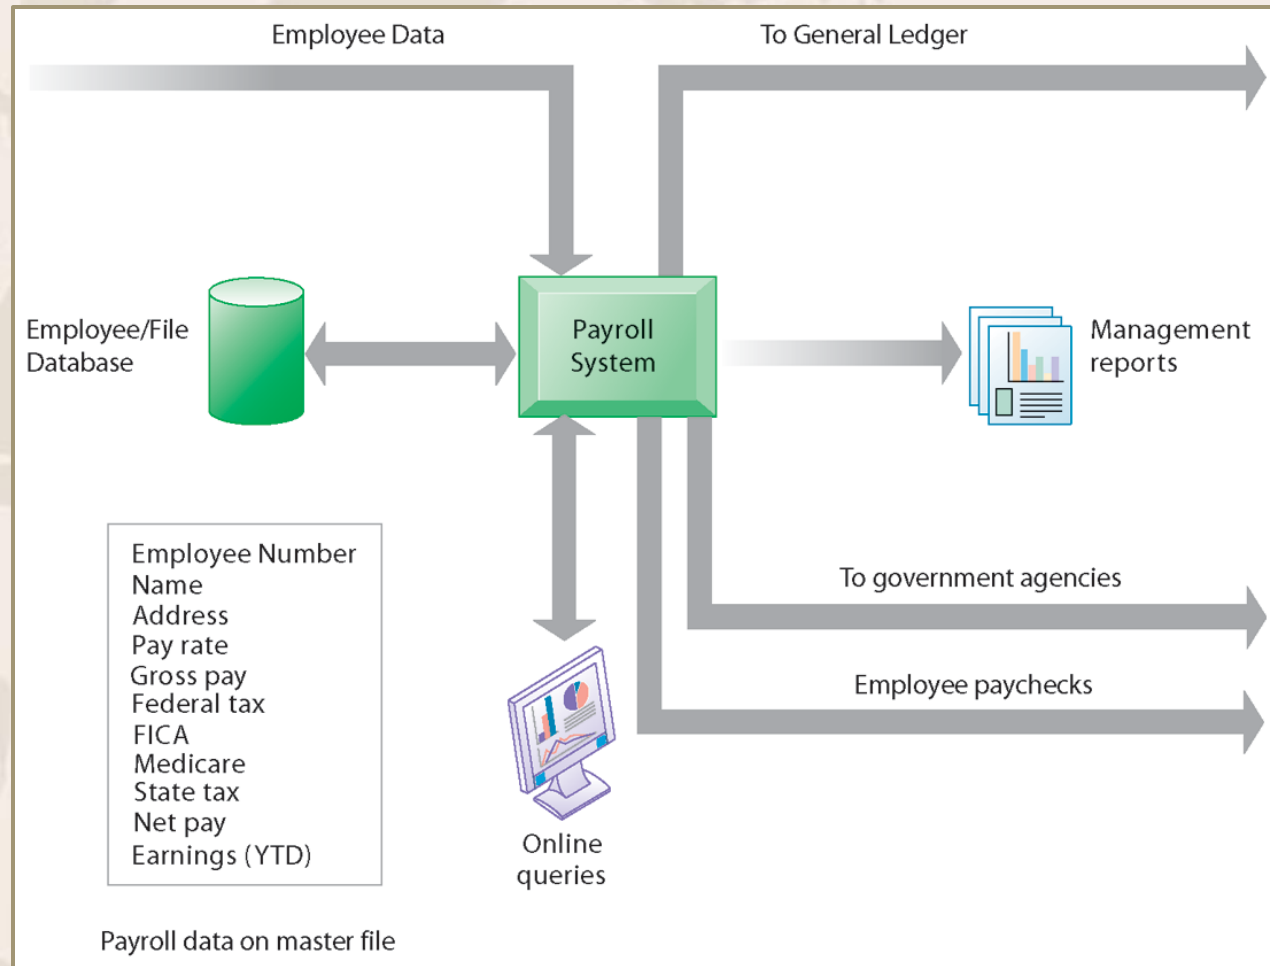 Employee Data
To General Ledger
Employee/File
Database
Payroll
System
Management
reports
Employee Number
Name
Address
Pay rate
Gross pay
Federal tax
FICA
Medicare
State tax
Net pay
Earnings (YTD)
To government agencies
Employee paychecks
Online
queries
Payroll data on master file